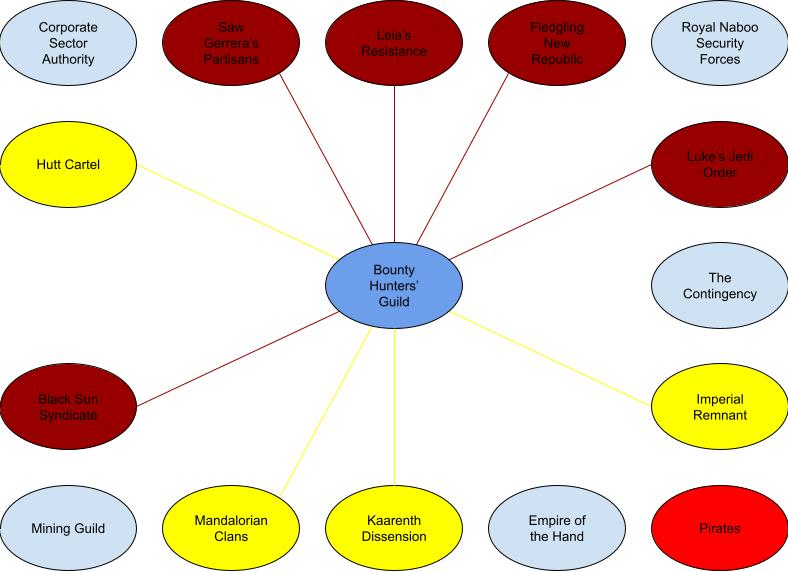 Corporate
Sector
Authority
Saw
Gerrera's
Partisans
Leia's
Resistance
Fledgling
New
Republic
Royal Naboo
Security
Forces
Hutt Cartel
Luke's Jedi
Order
Bounty
Hunters'
Guild
The
Contingency
Black Sun
Syndicate
Imperial
Remnant
Mining Guild
Mandalorian
Clans
Kaarenth
Dissension
Empire of
the Hand
Pirates